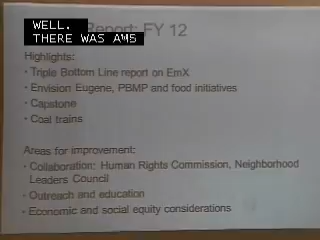 WELL.
THERE WAS AMS
Report: FY 12
Highlights:
· Triple Bottom Line report on EmX
· Envision Eugene, PBMP and food initiatives
· Capstone
· Coal trains
Areas for improvement:
· Collaboration: Human Rights Commission, Neighborhood
Leaders Council
· Outreach and education
· Economic and social equity considerations